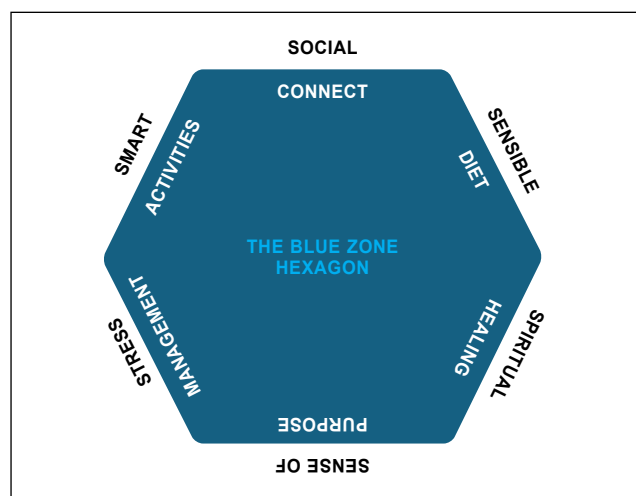 SOCIAL
CONNECT
SENSIBLE
DIET
SPIRITUAL
HEALING
SENSE OF
PURPOSE
STRESS
MANAGEMENT
SMART
ACTIVITIES
THE BLUE ZONE
HEXAGON